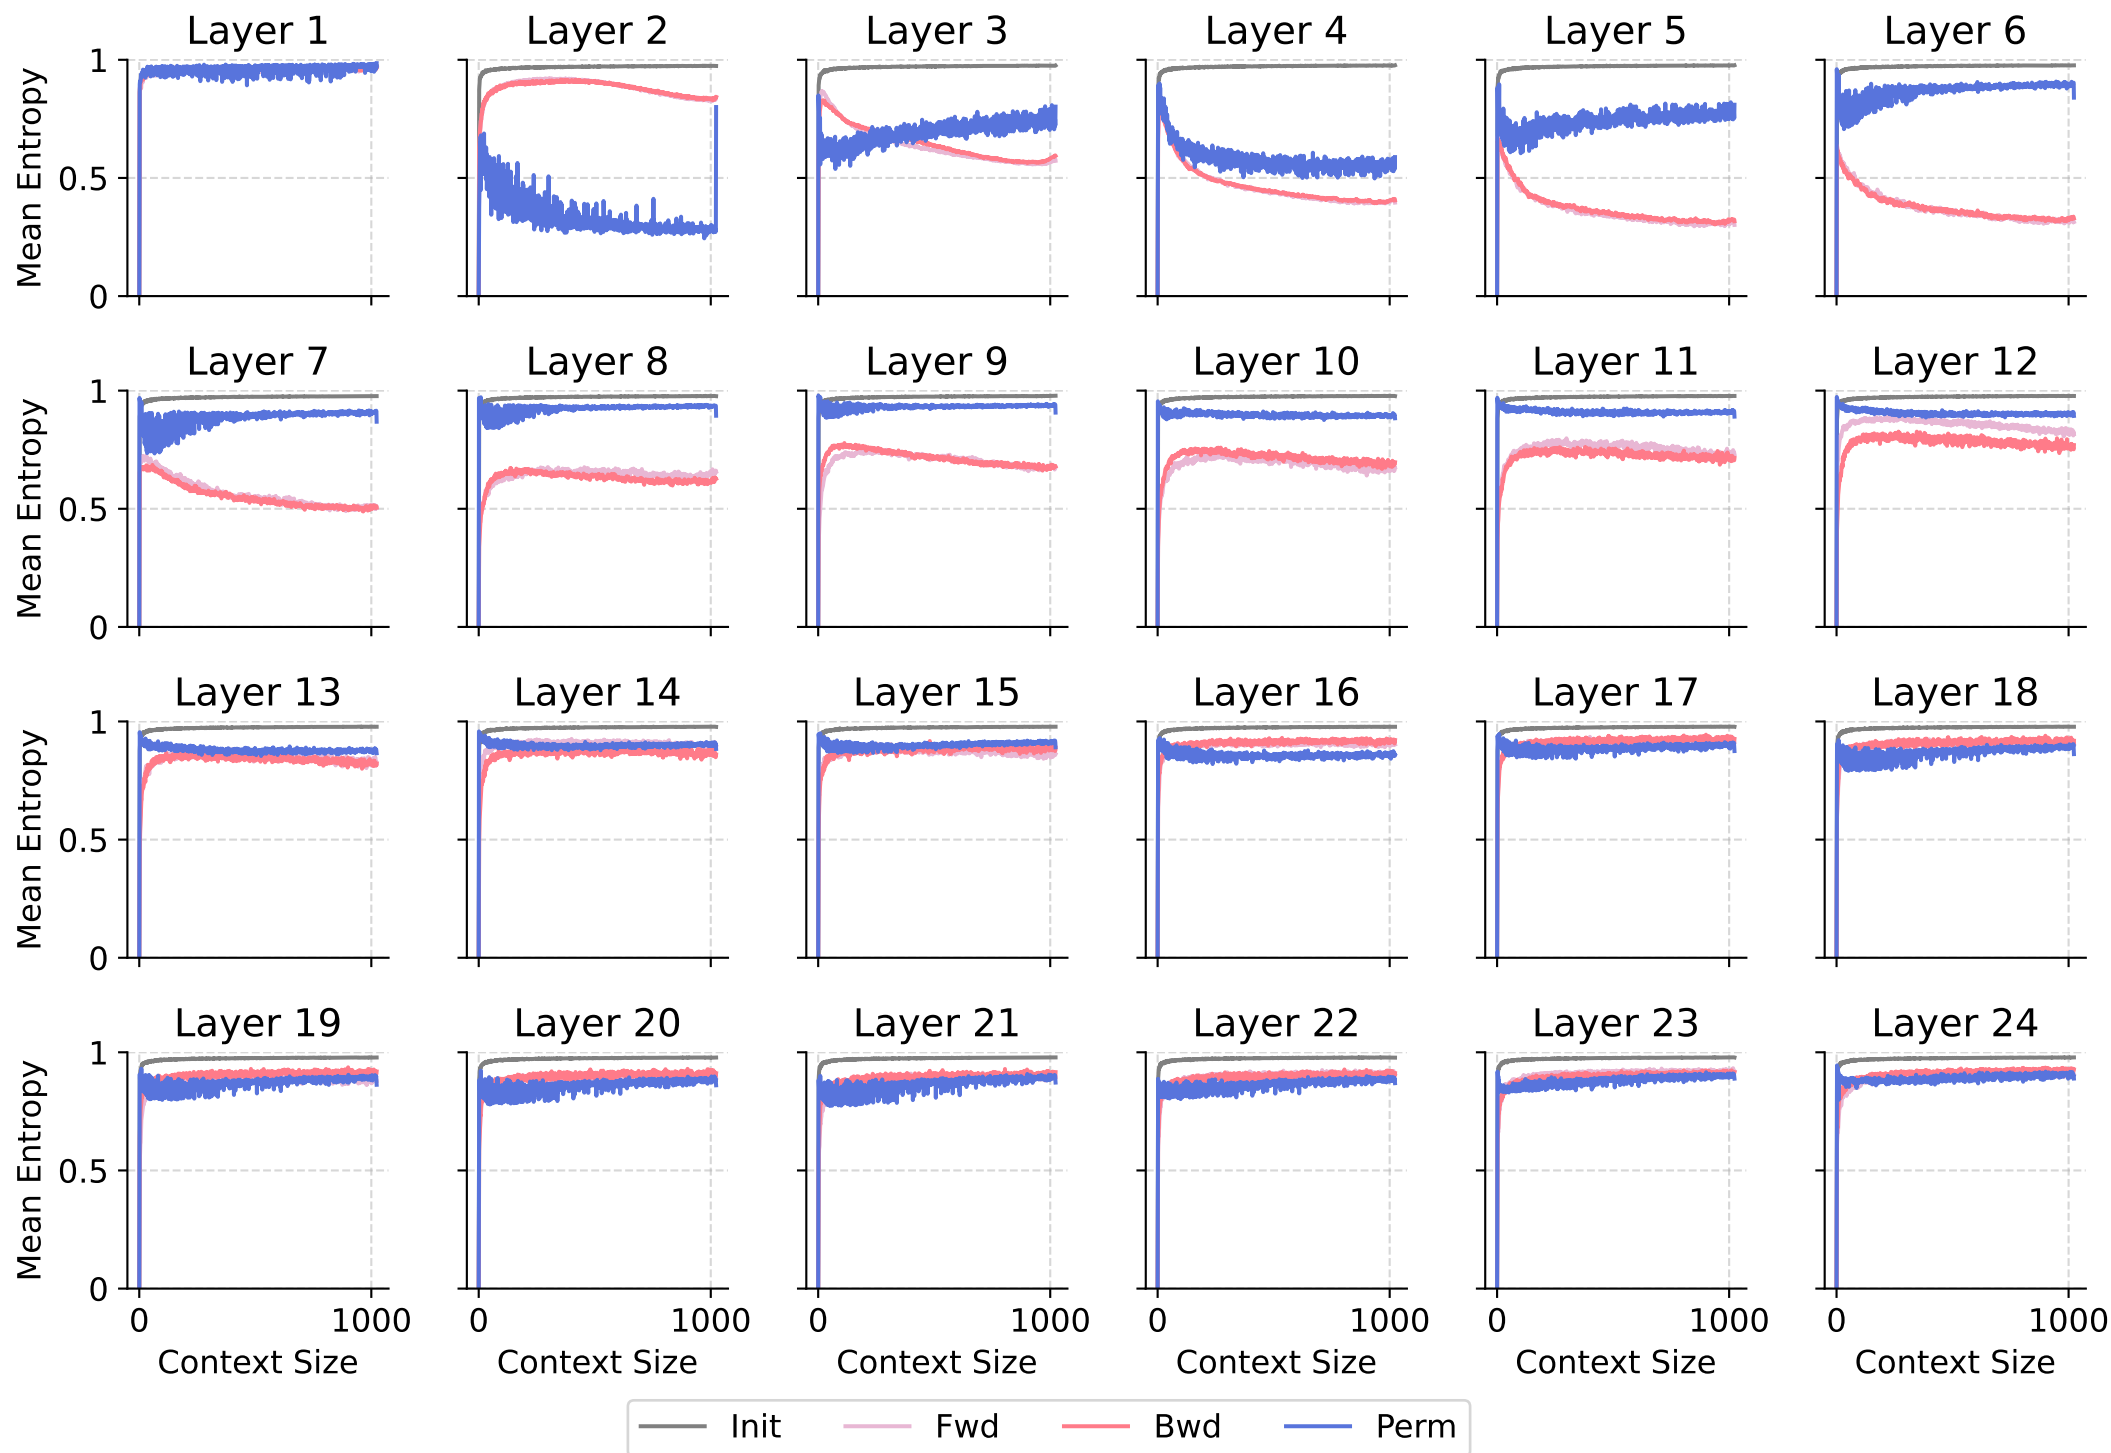 Layer 1 Layer 2 Layer 3 Layer 4 Layer 5 Layer 6
1
Mean Entropy
0.5
0
Layer 7 Layer 8 Layer 9 Layer 10 Layer 11 Layer 12
1
Mean Entropy
0.5
0
Layer 13 Layer 14 Layer 15 Layer 16 Layer 17 Layer 18
1
Mean Entropy
0.5
0
Layer 19 Layer 20 Layer 21 Layer 22 Layer 23 Layer 24
1
Mean Entropy
0.5
0
0 1000 0 1000 0 1000 0 1000 0 1000 0 1000
Context Size Context Size Context Size Context Size Context Size Context Size
Init Fwd Bwd Perm